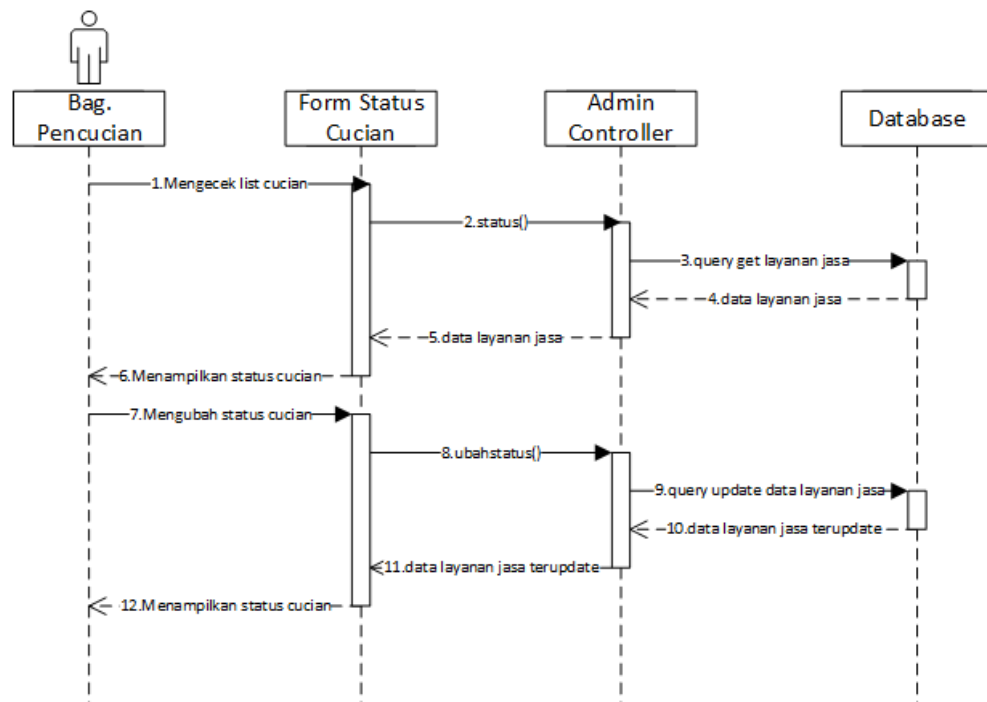 Bag.
Pencucian
Form Status
Cucian
Admin
Controller
Database
1.Mengecek list cucian
2.status()
3.query get layanan jasa
4.data layanan jasa
5.data layanan jasa
6.Menampilkan status cucian
7.Mengubah status cucian
8.ubahstatus()
9.query update data layanan jasa
10.data layanan jasa terupdate
11.data layanan jasa terupdate
12.Menampilkan status cucian